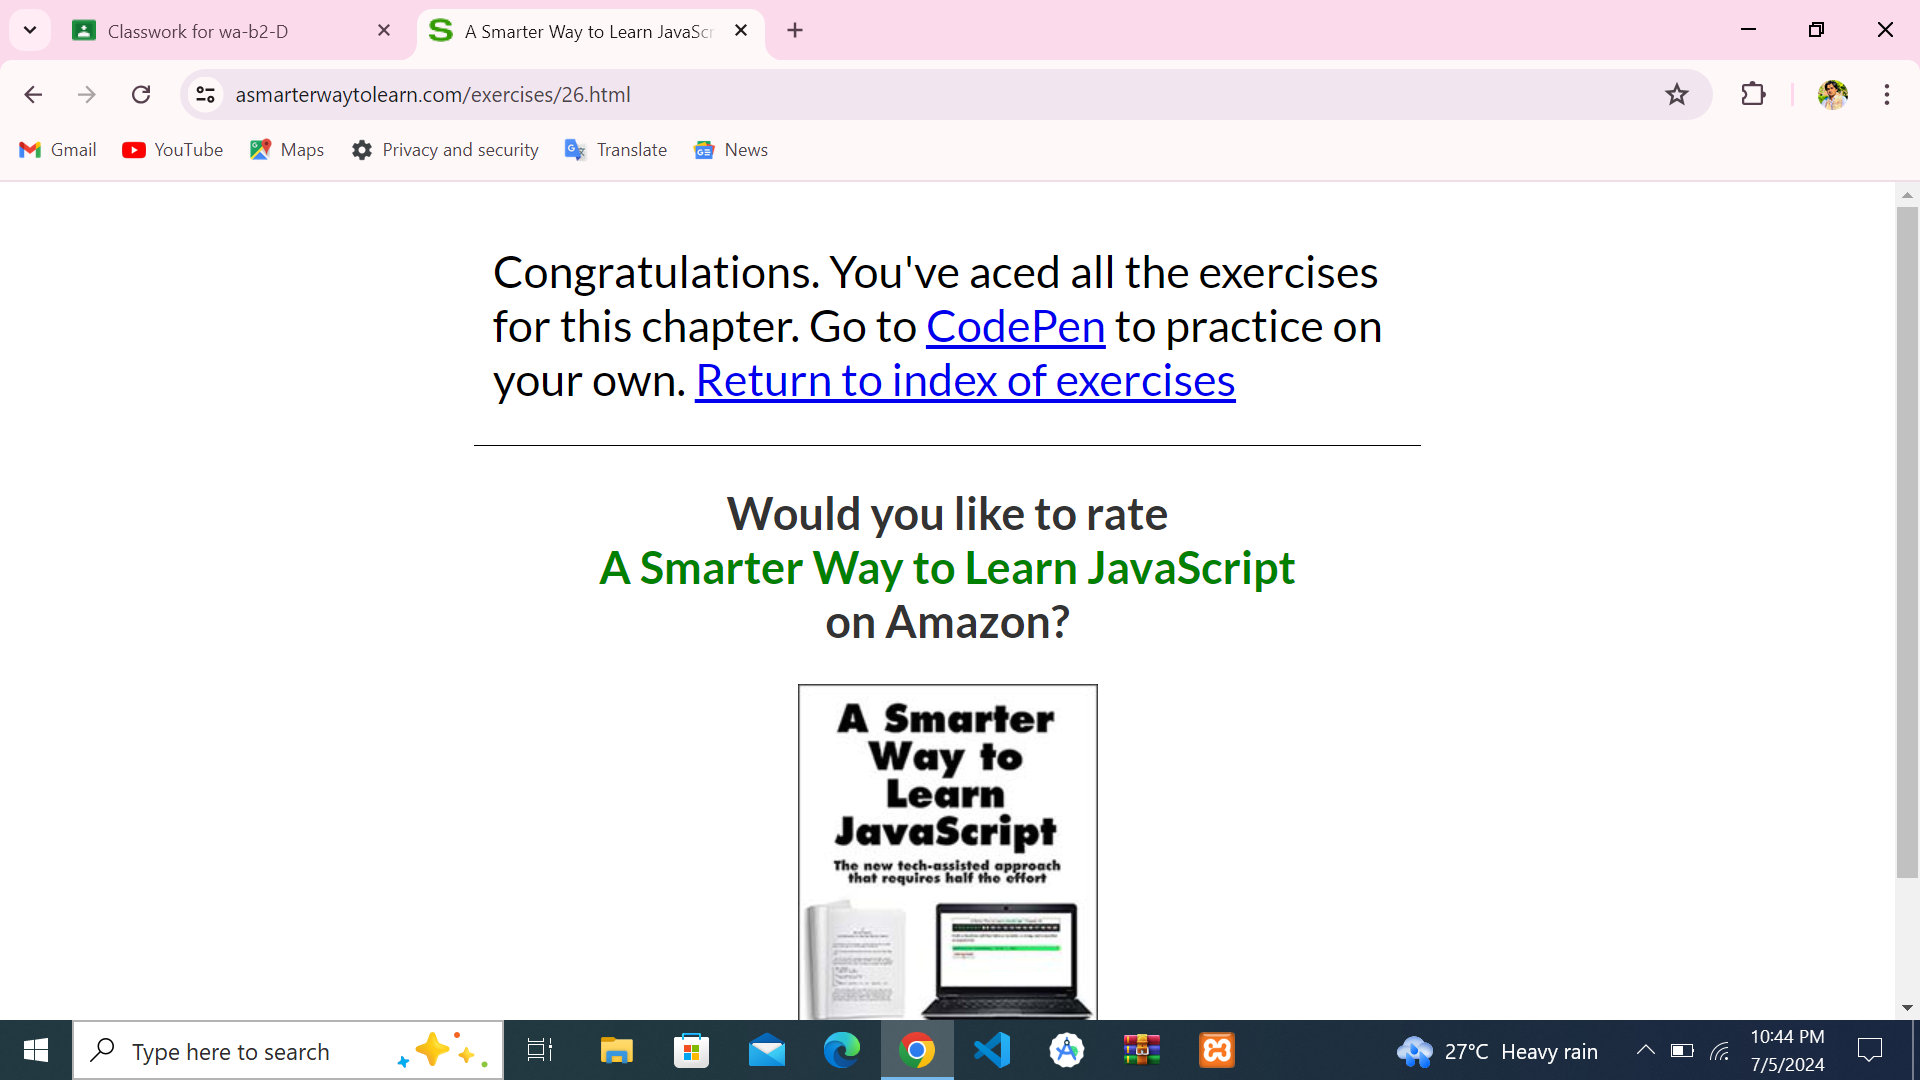 Classwork for wa-b2-D
A Smarter Way to Learn JavaScr
asmarterwaytolearn.com/exercises/26.html
Gmail
YouTube
Maps
Privacy and security
Translate
News
Congratulations. You've aced all the exercises
for this chapter. Go to CodePen to practice on
your own. Return to index of exercises
Would you like to rate
A Smarter Way to Learn JavaScript
on Amazon?
A Smarter
Way to
Learn
JavaScript
The new tech-assisted approach
that requires half the effort
Type here to search
27°C Heavy rain
10:44 PM
7/5/2024